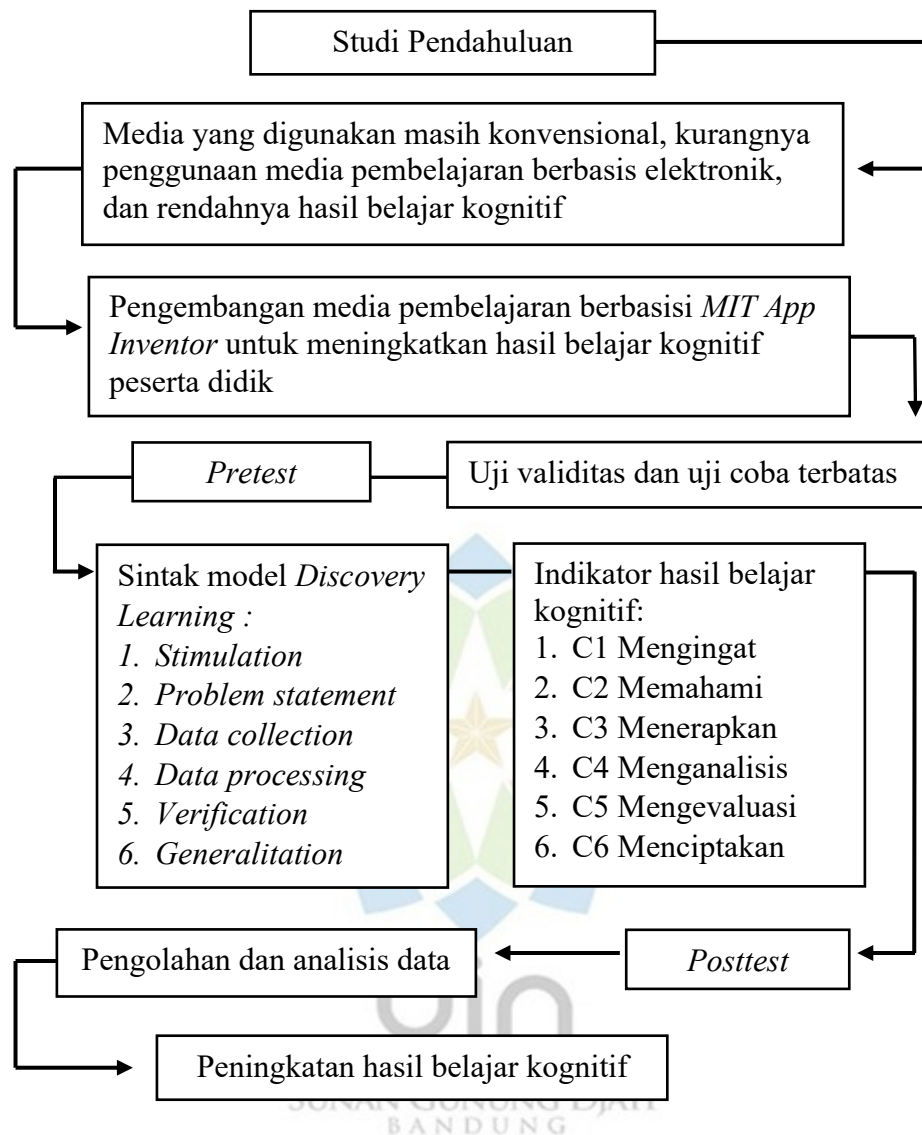 Studi Pendahuluan
Media yang digunakan masih konvensional, kurangnya
penggunaan media pembelajaran berbasis elektronik,
dan rendahnya hasil belajar kognitif
Pengembangan media pembelajaran berbasisi MIT App
Inventor untuk meningkatkan hasil belajar kognitif
peserta didik
Pretest
Uji validitas dan uji coba terbatas
Sintak model Discovery
Learning :
1. Stimulation
2. Problem statement
3. Data collection
4. Data processing
5. Verification
6. Generalitation
Indikator hasil belajar
kognitif:
1. C1 Mengingat
2. C2 Memahami
3. C3 Menerapkan
4. C4 Menganalisis
5. C5 Mengevaluasi
6. C6 Menciptakan
Pengolahan dan analisis data
Posttest
uin
Peningkatan hasil belajar kognitif
SUNAN GUNUNG DJATI
BANDUNG